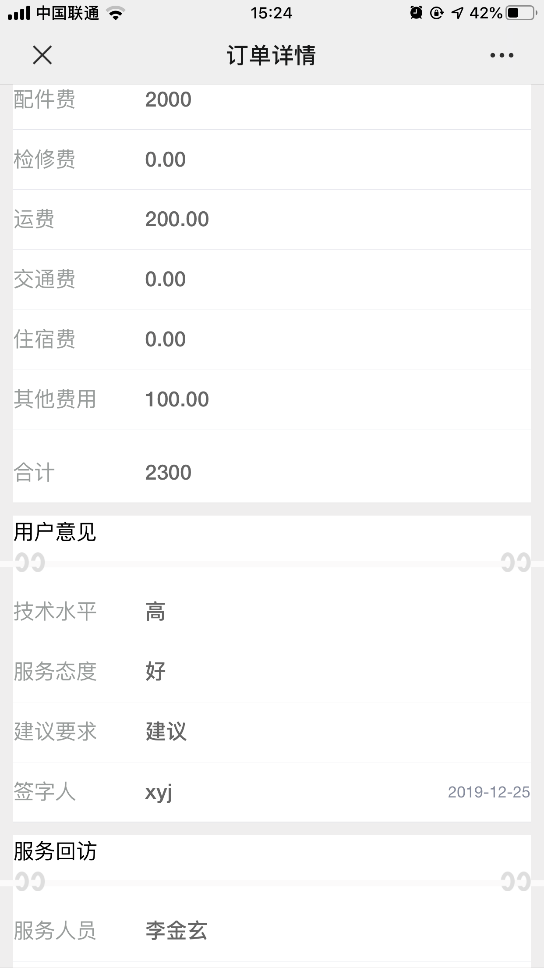 中国联通 15:24 42%
订单详情
配件费 2000
检修费 0.00
运费 200.00
交通费 0.00
住宿费 0.00
其他费用 100.00
合计 2300
用户意见
技术水平 高
服务态度 好
建议要求 建议
签字人 xyj 2019-12-25
服务回访
服务人员 李金玄